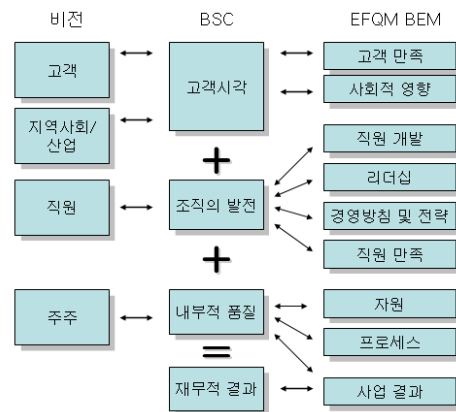 비전
BSC
EFQM BEM
고객
고객시각
고객 만족
사회적 영향
지역사회/
산업
+
직원 개발
리더십
직원
조직의 발전
경영방침 및 전략
직원 만족
+
주주
내부적 품질
자원
프로세스
=
재무적 결과
사업 결과